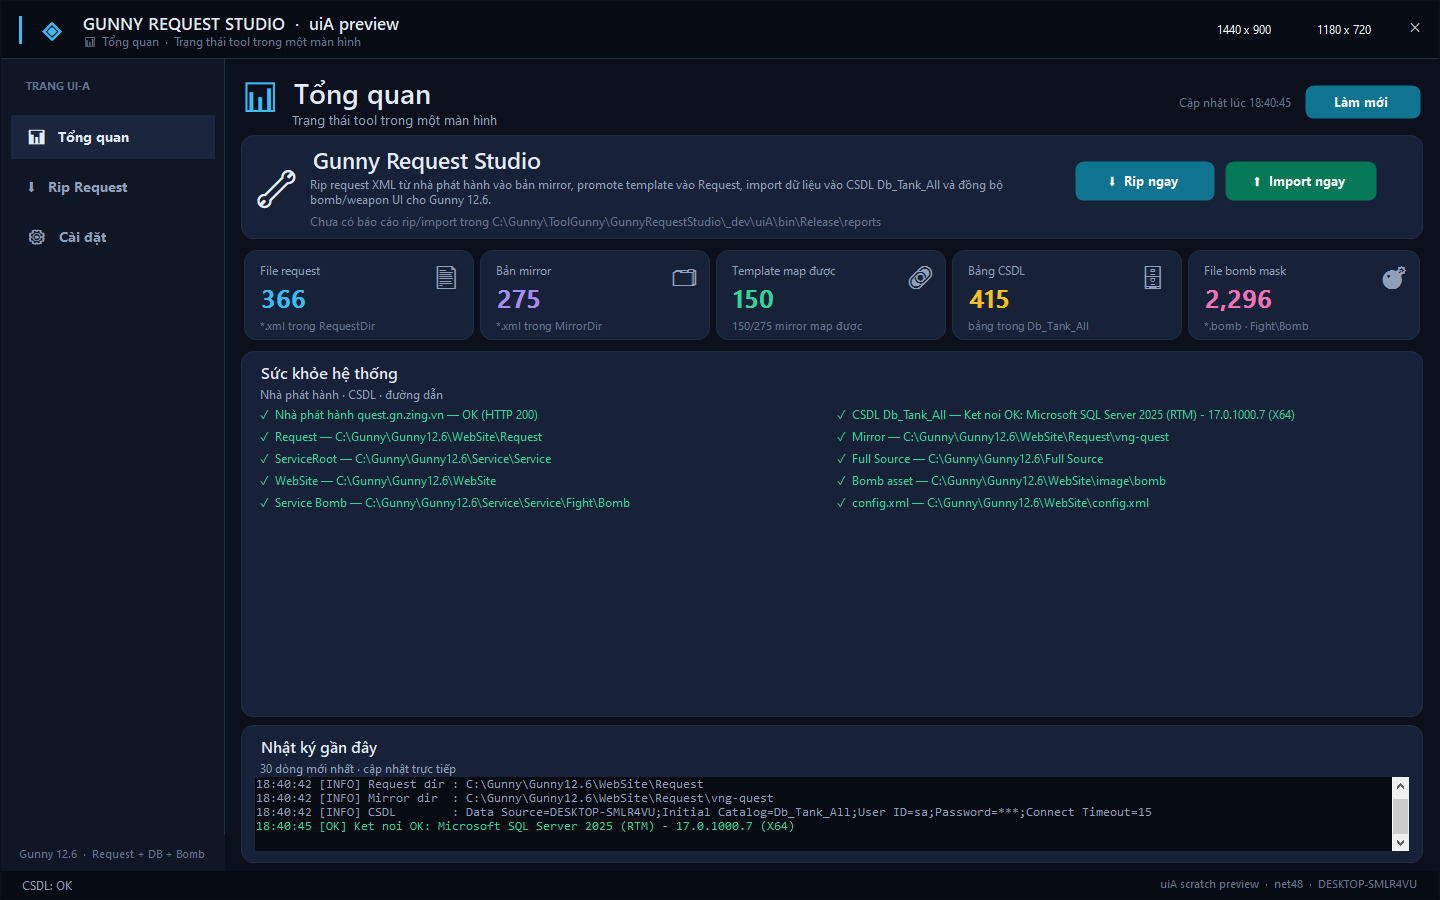 GUNNY REQUEST STUDIO · uiA preview
Tổng quan · Trạng thái tool trong một màn hình
1440 x 900
1180 x 720
×
TRANG UI-A
Tổng quan
Rip Request
Cài đặt
Tổng quan
Trạng thái tool trong một màn hình
Cập nhật lúc 18:40:45
Làm mới
Gunny Request Studio
Rip request XML từ nhà phát hành vào bản mirror, promote template vào Request, import dữ liệu vào CSDL Db_Tank_All và đồng bộ
bomb/weapon UI cho Gunny 12.6.
Chưa có báo cáo rip/import trong C:\Gunny\ToolGunny\GunnyRequestStudio\_dev\uiA\bin\Release\reports
⬇ Rip ngay
⬆ Import ngay
File request
366
*.xml trong RequestDir
Bản mirror
275
*.xml trong MirrorDir
Template map được
150
150/275 mirror map được
Bảng CSDL
415
bảng trong Db_Tank_All
File bomb mask
2,296
*.bomb · Fight\Bomb
Sức khỏe hệ thống
Nhà phát hành · CSDL · đường dẫn
✓ Nhà phát hành quest.gn.zing.vn — OK (HTTP 200)
✓ CSDL Db_Tank_All — Ket noi OK: Microsoft SQL Server 2025 (RTM) - 17.0.1000.7 (X64)
✓ Request — C:\Gunny\Gunny12.6\WebSite\Request
✓ Mirror — C:\Gunny\Gunny12.6\WebSite\Request\vng-quest
✓ ServiceRoot — C:\Gunny\Gunny12.6\Service\Service
✓ Full Source — C:\Gunny\Gunny12.6\Full Source
✓ WebSite — C:\Gunny\Gunny12.6\WebSite
✓ Bomb asset — C:\Gunny\Gunny12.6\WebSite\image\bomb
✓ Service Bomb — C:\Gunny\Gunny12.6\Service\Service\Fight\Bomb
✓ config.xml — C:\Gunny\Gunny12.6\WebSite\config.xml
Nhật ký gần đây
30 dòng mới nhất · cập nhật trực tiếp
18:40:42 [INFO] Request dir : C:\Gunny\Gunny12.6\WebSite\Request
18:40:42 [INFO] Mirror dir : C:\Gunny\Gunny12.6\WebSite\Request\vng-quest
18:40:42 [INFO] CSDL : Data Source=DESKTOP-SMLR4VU;Initial Catalog=Db_Tank_All;User ID=sa;Password=***;Connect Timeout=15
18:40:45 [OK] Ket noi OK: Microsoft SQL Server 2025 (RTM) - 17.0.1000.7 (X64)
Gunny 12.6 · Request + DB + Bomb
CSDL: OK
uiA scratch preview · net48 · DESKTOP-SMLR4VU